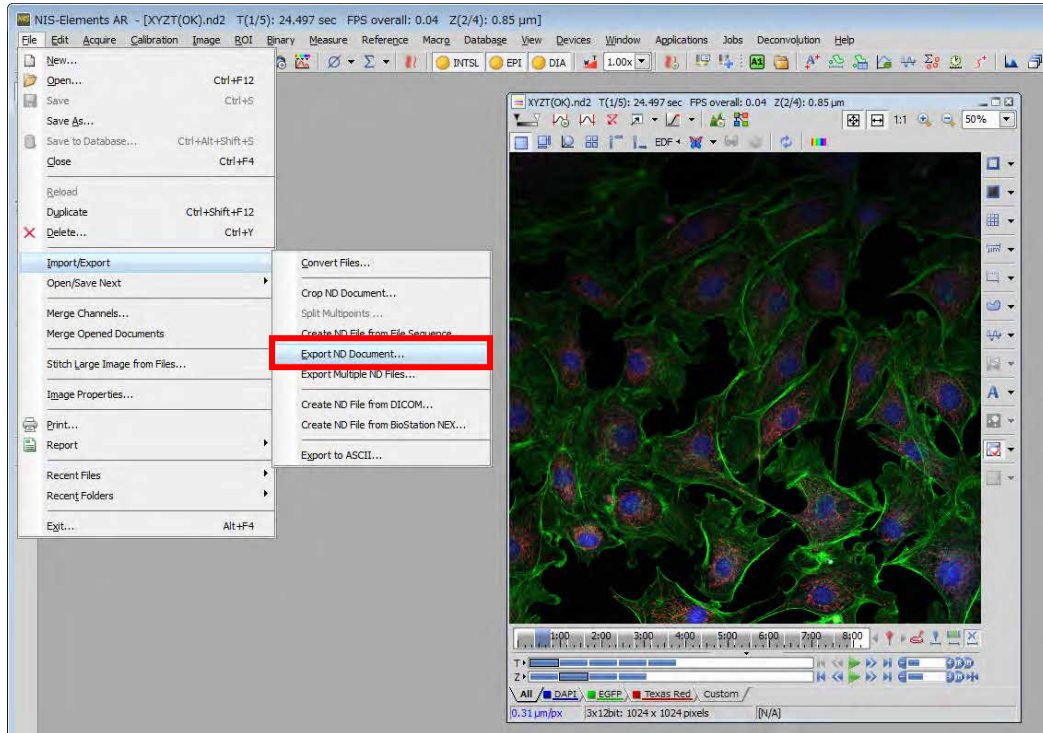 NIS-Elements AR - [XYZT(OK).nd2 T(1/5): 24.497 sec FPS overall: 0.04 Z(2/4): 0.85 µm]
File Edit Acquire Calibration Image ROI Binary Measure Reference Macro Database View Devices Window Applications Jobs Deconvolution Help
INTSL EPI DIA 1.00x A1
New...
Open... Ctrl+F12
Save Ctrl+S
Save As...
Save to Database... Ctrl+Alt+Shift+S
Close Ctrl+F4
Reload
Duplicate Ctrl+Shift+F12
Delete... Ctrl+Y
Import/Export
Open/Save Next
Merge Channels...
Merge Opened Documents
Stitch Large Image from Files...
Image Properties...
Print...
Report
Recent Files
Recent Folders
Exit... Alt+F4
Convert Files...
Crop ND Document...
Split Multipoints ...
Create ND File from File Sequence
Export ND Document...
Export Multiple ND Files...
Create ND File from DICOM...
Create ND File from BioStation NEX...
Export to ASCII...
XYZT(OK).nd2 T(1/5): 24.497 sec FPS overall: 0.04 Z(2/4): 0.85 µm
1:1 50%
EDF
1:00 2:00 3:00 4:00 5:00 6:00 7:00 8:00
T
Z
All DAPI EGFP Texas Red Custom
0.31 µm/px 3x12bit: 1024 x 1024 pixels [N/A]